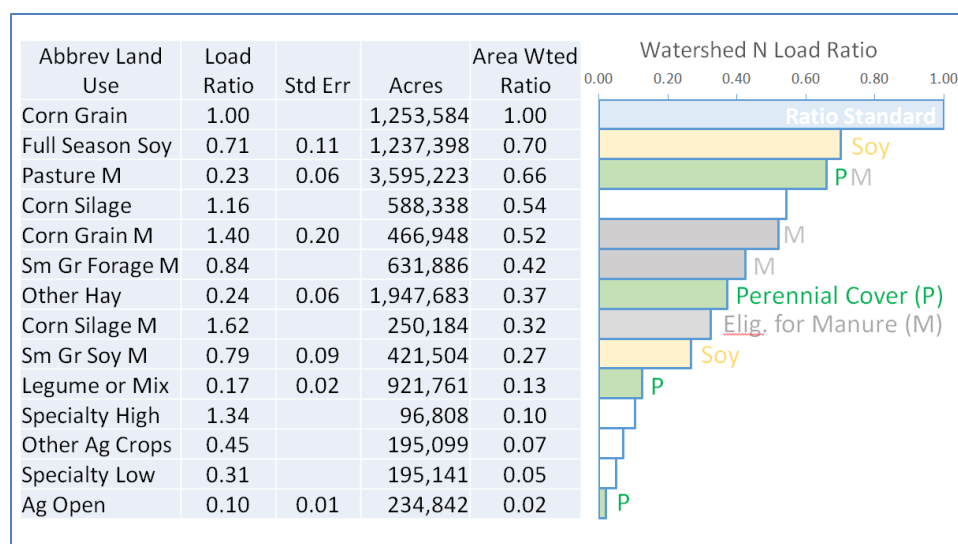 Abbrev Land Use Load Ratio Std Err Acres Area Wted Ratio
Corn Grain 1.00 1,253,584 1.00
Full Season Soy 0.71 0.11 1,237,398 0.70
Pasture M 0.23 0.06 3,595,223 0.66
Corn Silage 1.16 588,338 0.54
Corn Grain M 1.40 0.20 466,948 0.52
Sm Gr Forage M 0.84 631,886 0.42
Other Hay 0.24 0.06 1,947,683 0.37
Corn Silage M 1.62 250,184 0.32
Sm Gr Soy M 0.79 0.09 421,504 0.27
Legume or Mix 0.17 0.02 921,761 0.13
Specialty High 1.34 96,808 0.10
Other Ag Crops 0.45 195,099 0.07
Specialty Low 0.31 195,141 0.05
Ag Open 0.10 0.01 234,842 0.02
Watershed N Load Ratio
0.00 0.20 0.40 0.60 0.80 1.00
Ratio Standard
Soy
P M
M
M
Perennial Cover (P)
Elig. for Manure (M)
Soy
P
P